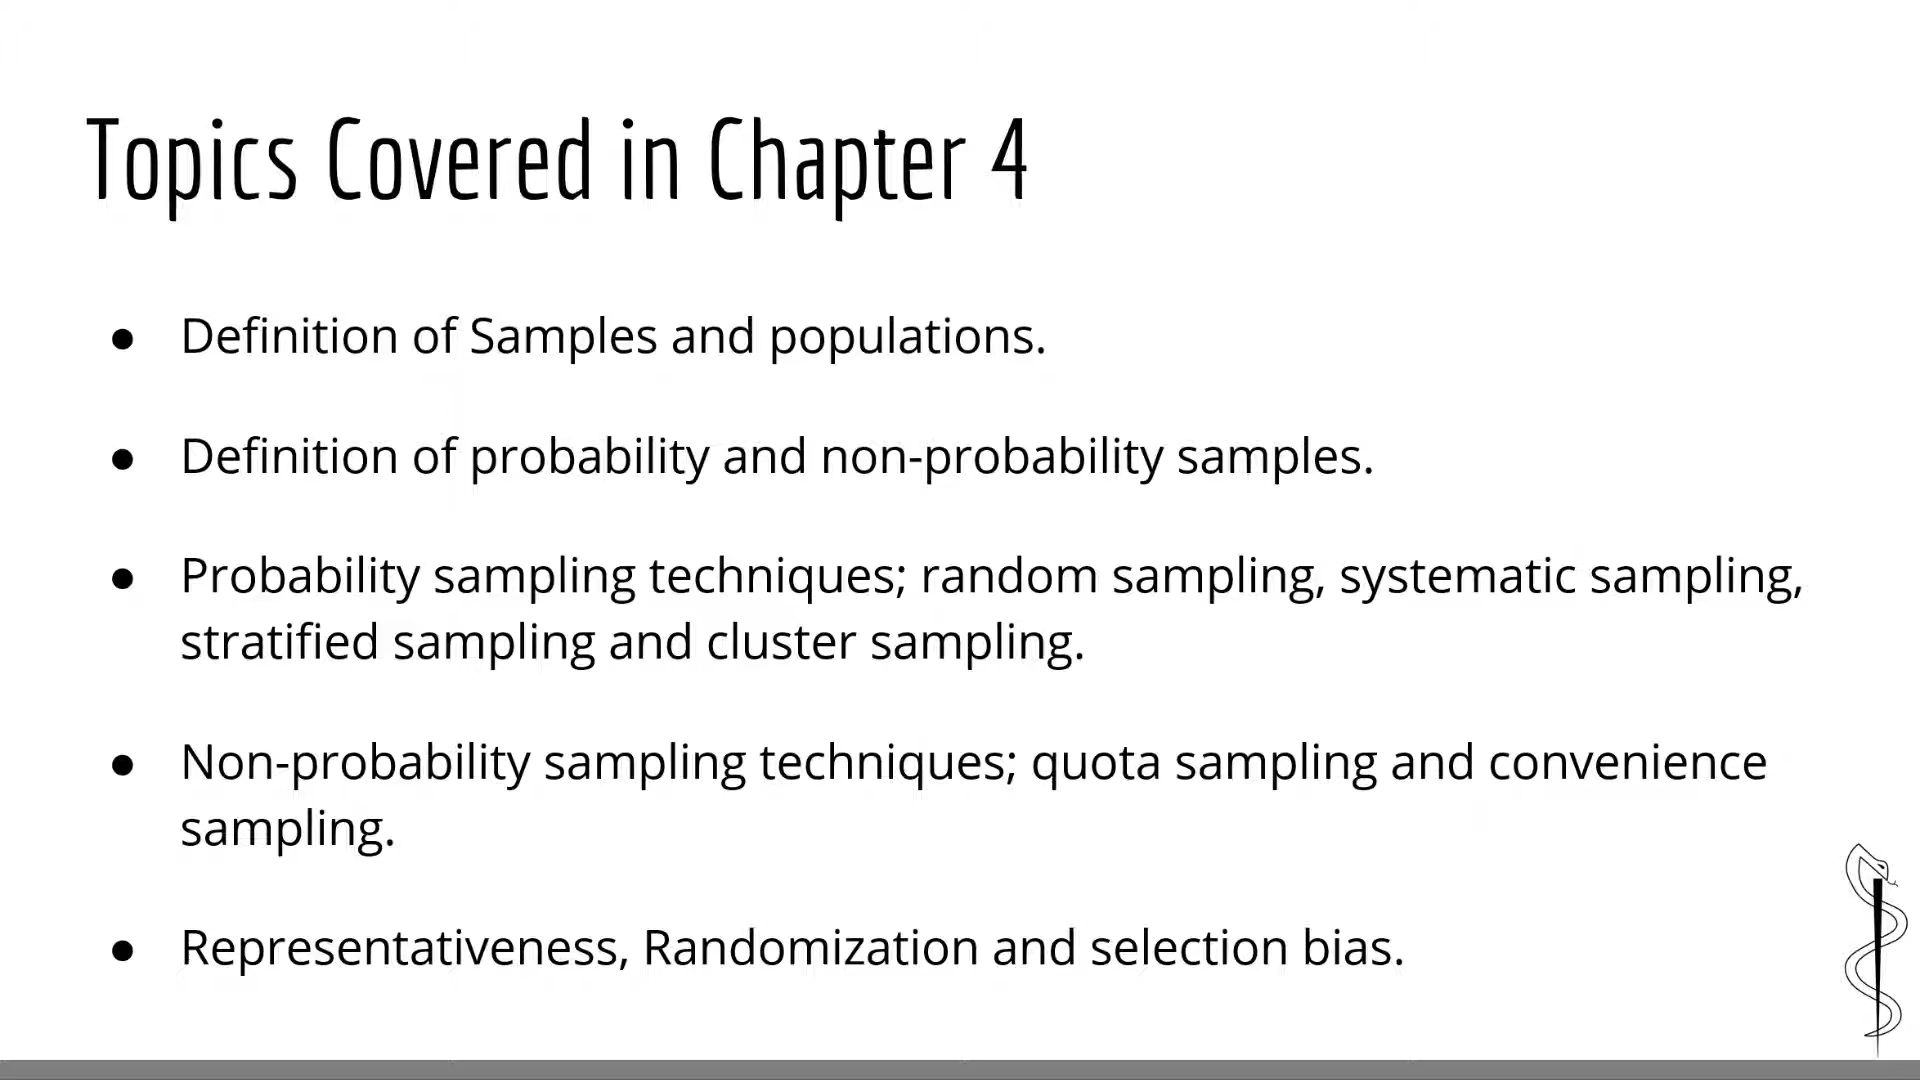 Topics Covered in Chapter 4
● Definition of Samples and populations.
● Definition of probability and non-probability samples.
● Probability sampling techniques; random sampling, systematic sampling,
stratified sampling and cluster sampling.
● Non-probability sampling techniques; quota sampling and convenience
sampling.
● Representativeness, Randomization and selection bias.